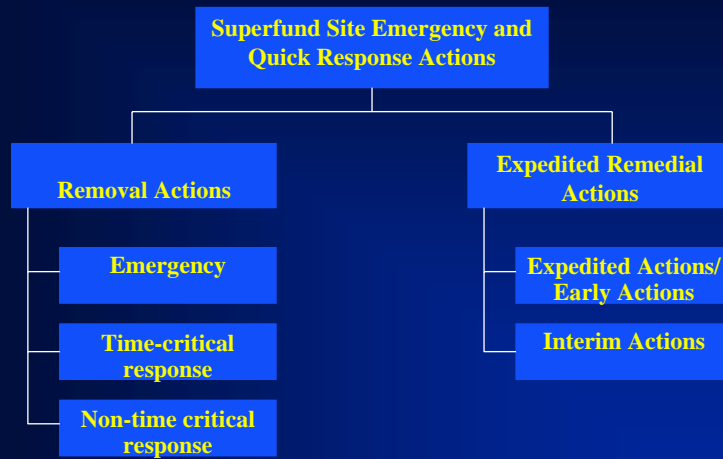 Superfund Site Emergency and
Quick Response Actions
Removal Actions
Emergency
Time-critical
response
Non-time critical
response
Expedited Remedial
Actions
Expedited Actions/
Early Actions
Interim Actions